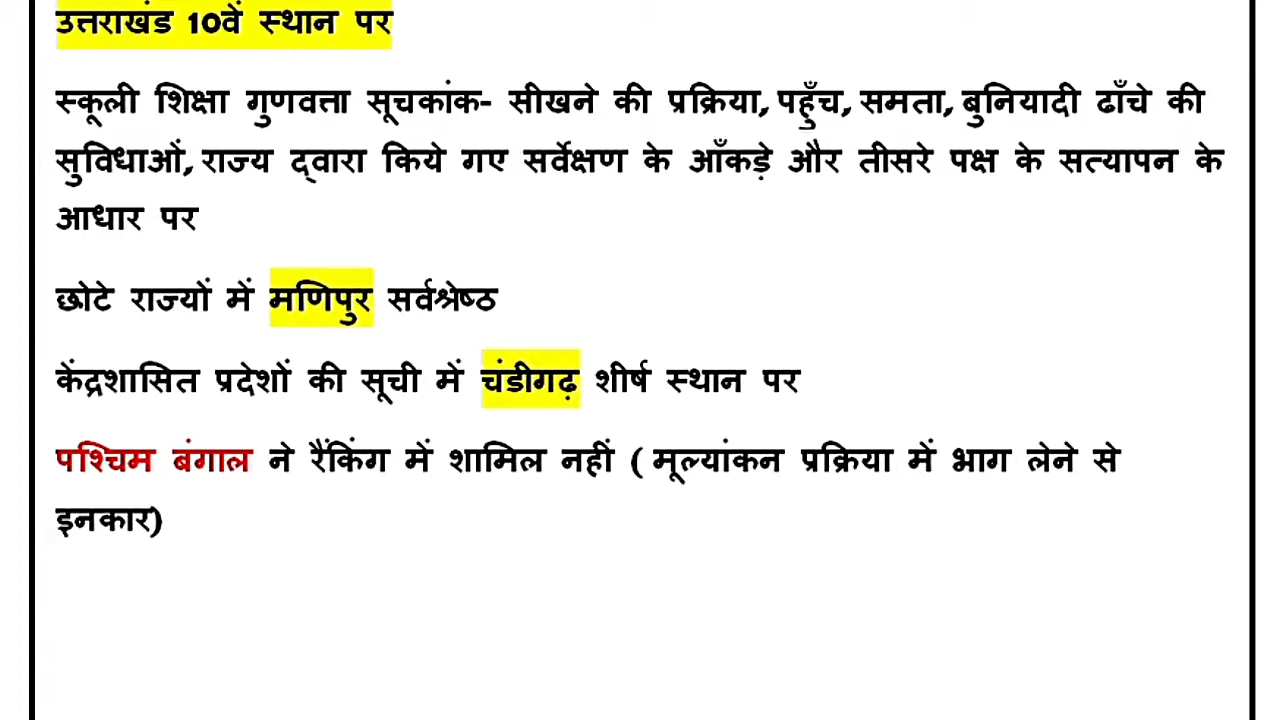 उत्तराखंड 10वें स्थान पर
स्कूली शिक्षा गुणवत्ता सूचकांक- सीखने की प्रक्रिया, पहुँच, समता, बुनियादी ढाँचे की
सुविधाओं, राज्य द्वारा किये गए सर्वेक्षण के आँकड़े और तीसरे पक्ष के सत्यापन के
आधार पर
छोटे राज्यों में मणिपुर सर्वश्रेष्ठ
केंद्रशासित प्रदेशों की सूची में चंडीगढ़ शीर्ष स्थान पर
पश्चिम बंगाल ने रैंकिंग में शामिल नहीं ( मूल्यांकन प्रक्रिया में भाग लेने से
इनकार)